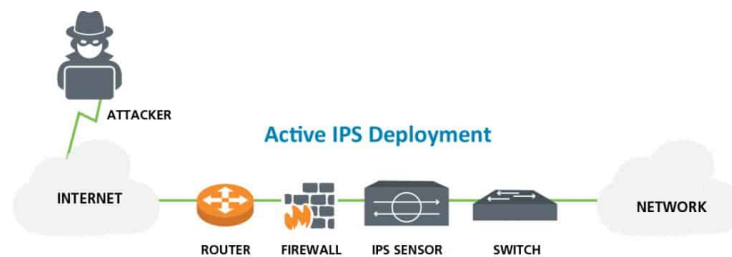 ATTACKER
Active IPS Deployment
INTERNET
NETWORK
ROUTER
FIREWALL
IPS SENSOR
SWITCH